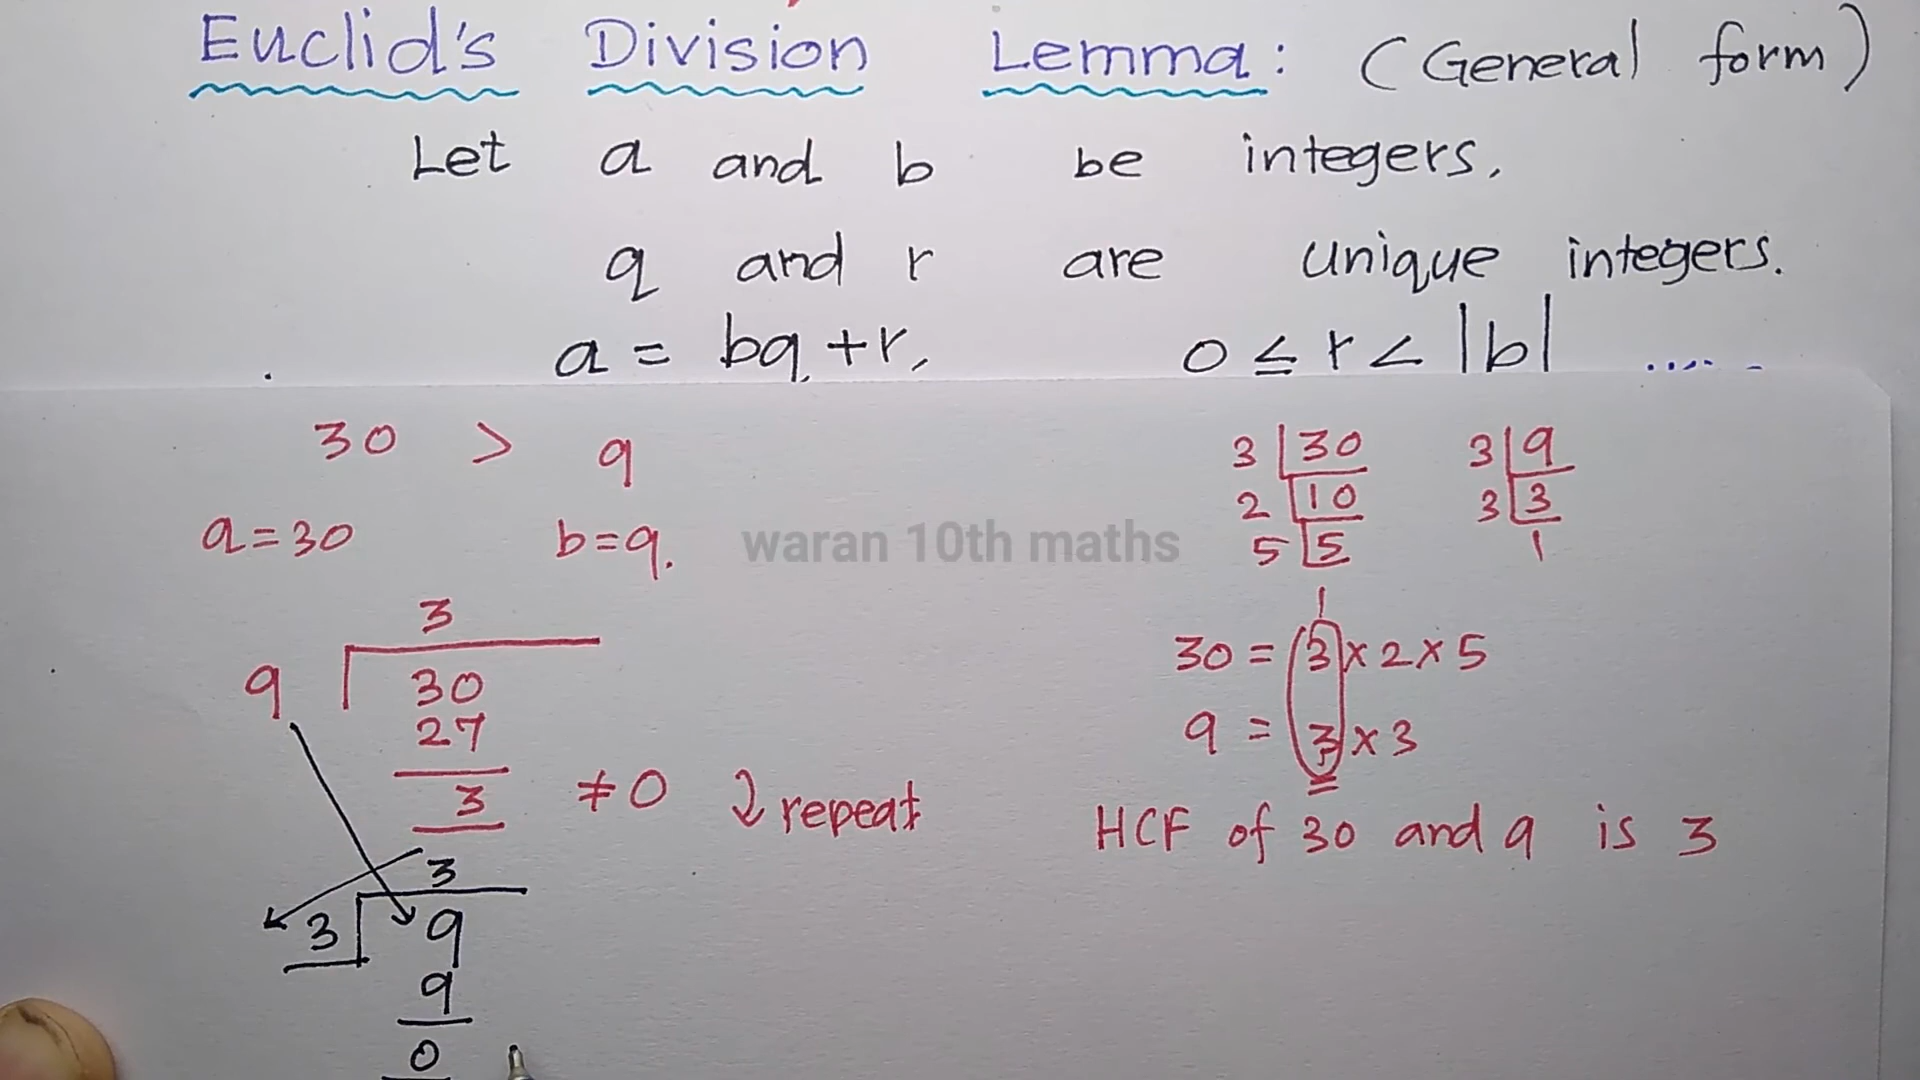 Euclid's Division Lemma: (General form)
Let a and b be integers.
q and r are unique integers.
a = bq + r, 0 ≤ r < |b| .....
30 > 9
a = 30 b = 9.
waran 10th maths
3
9 30
27
3 ≠ 0 repeat
3
3 9
9
0
3 30 3 9
2 10 3 3
5 5 1
1
30 = 3 × 2 × 5
9 = 3 × 3
HCF of 30 and 9 is 3